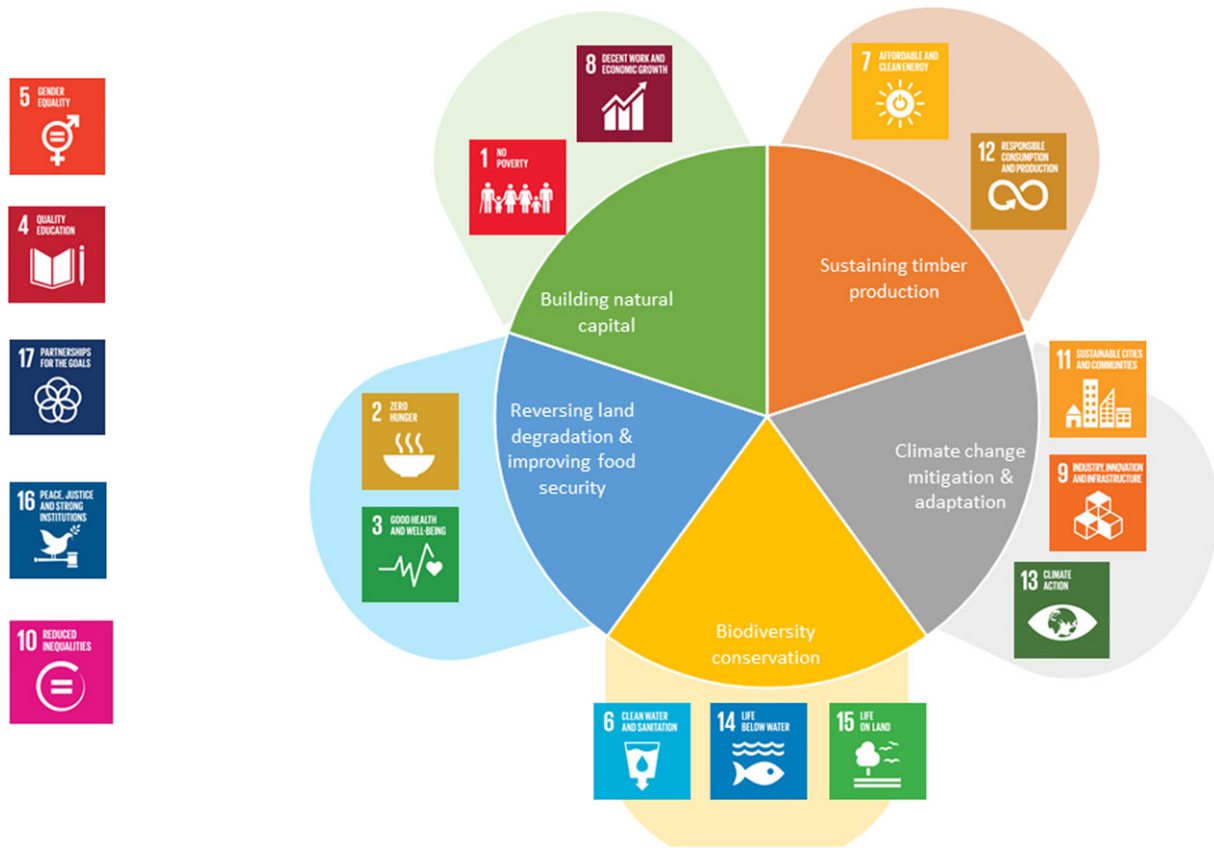 5 GENDER
EQUALITY
4 QUALITY
EDUCATION
17 PARTNERSHIPS
FOR THE GOALS
16 PEACE, JUSTICE
AND STRONG
INSTITUTIONS
10 REDUCED
INEQUALITIES
8 DECENT WORK AND
ECONOMIC GROWTH
1 NO
POVERTY
7 AFFORDABLE AND
CLEAN ENERGY
12 RESPONSIBLE
CONSUMPTION
AND PRODUCTION
Building natural
capital
Sustaining timber
production
2 ZERO
HUNGER
3 GOOD HEALTH
AND WELL-BEING
Reversing land
degradation &
improving food
security
Climate change
mitigation &
adaptation
11 SUSTAINABLE CITIES
AND COMMUNITIES
9 INDUSTRY, INNOVATION
AND INFRASTRUCTURE
13 CLIMATE
ACTION
Biodiversity
conservation
6 CLEAN WATER
AND SANITATION
14 LIFE
BELOW WATER
15 LIFE
ON LAND